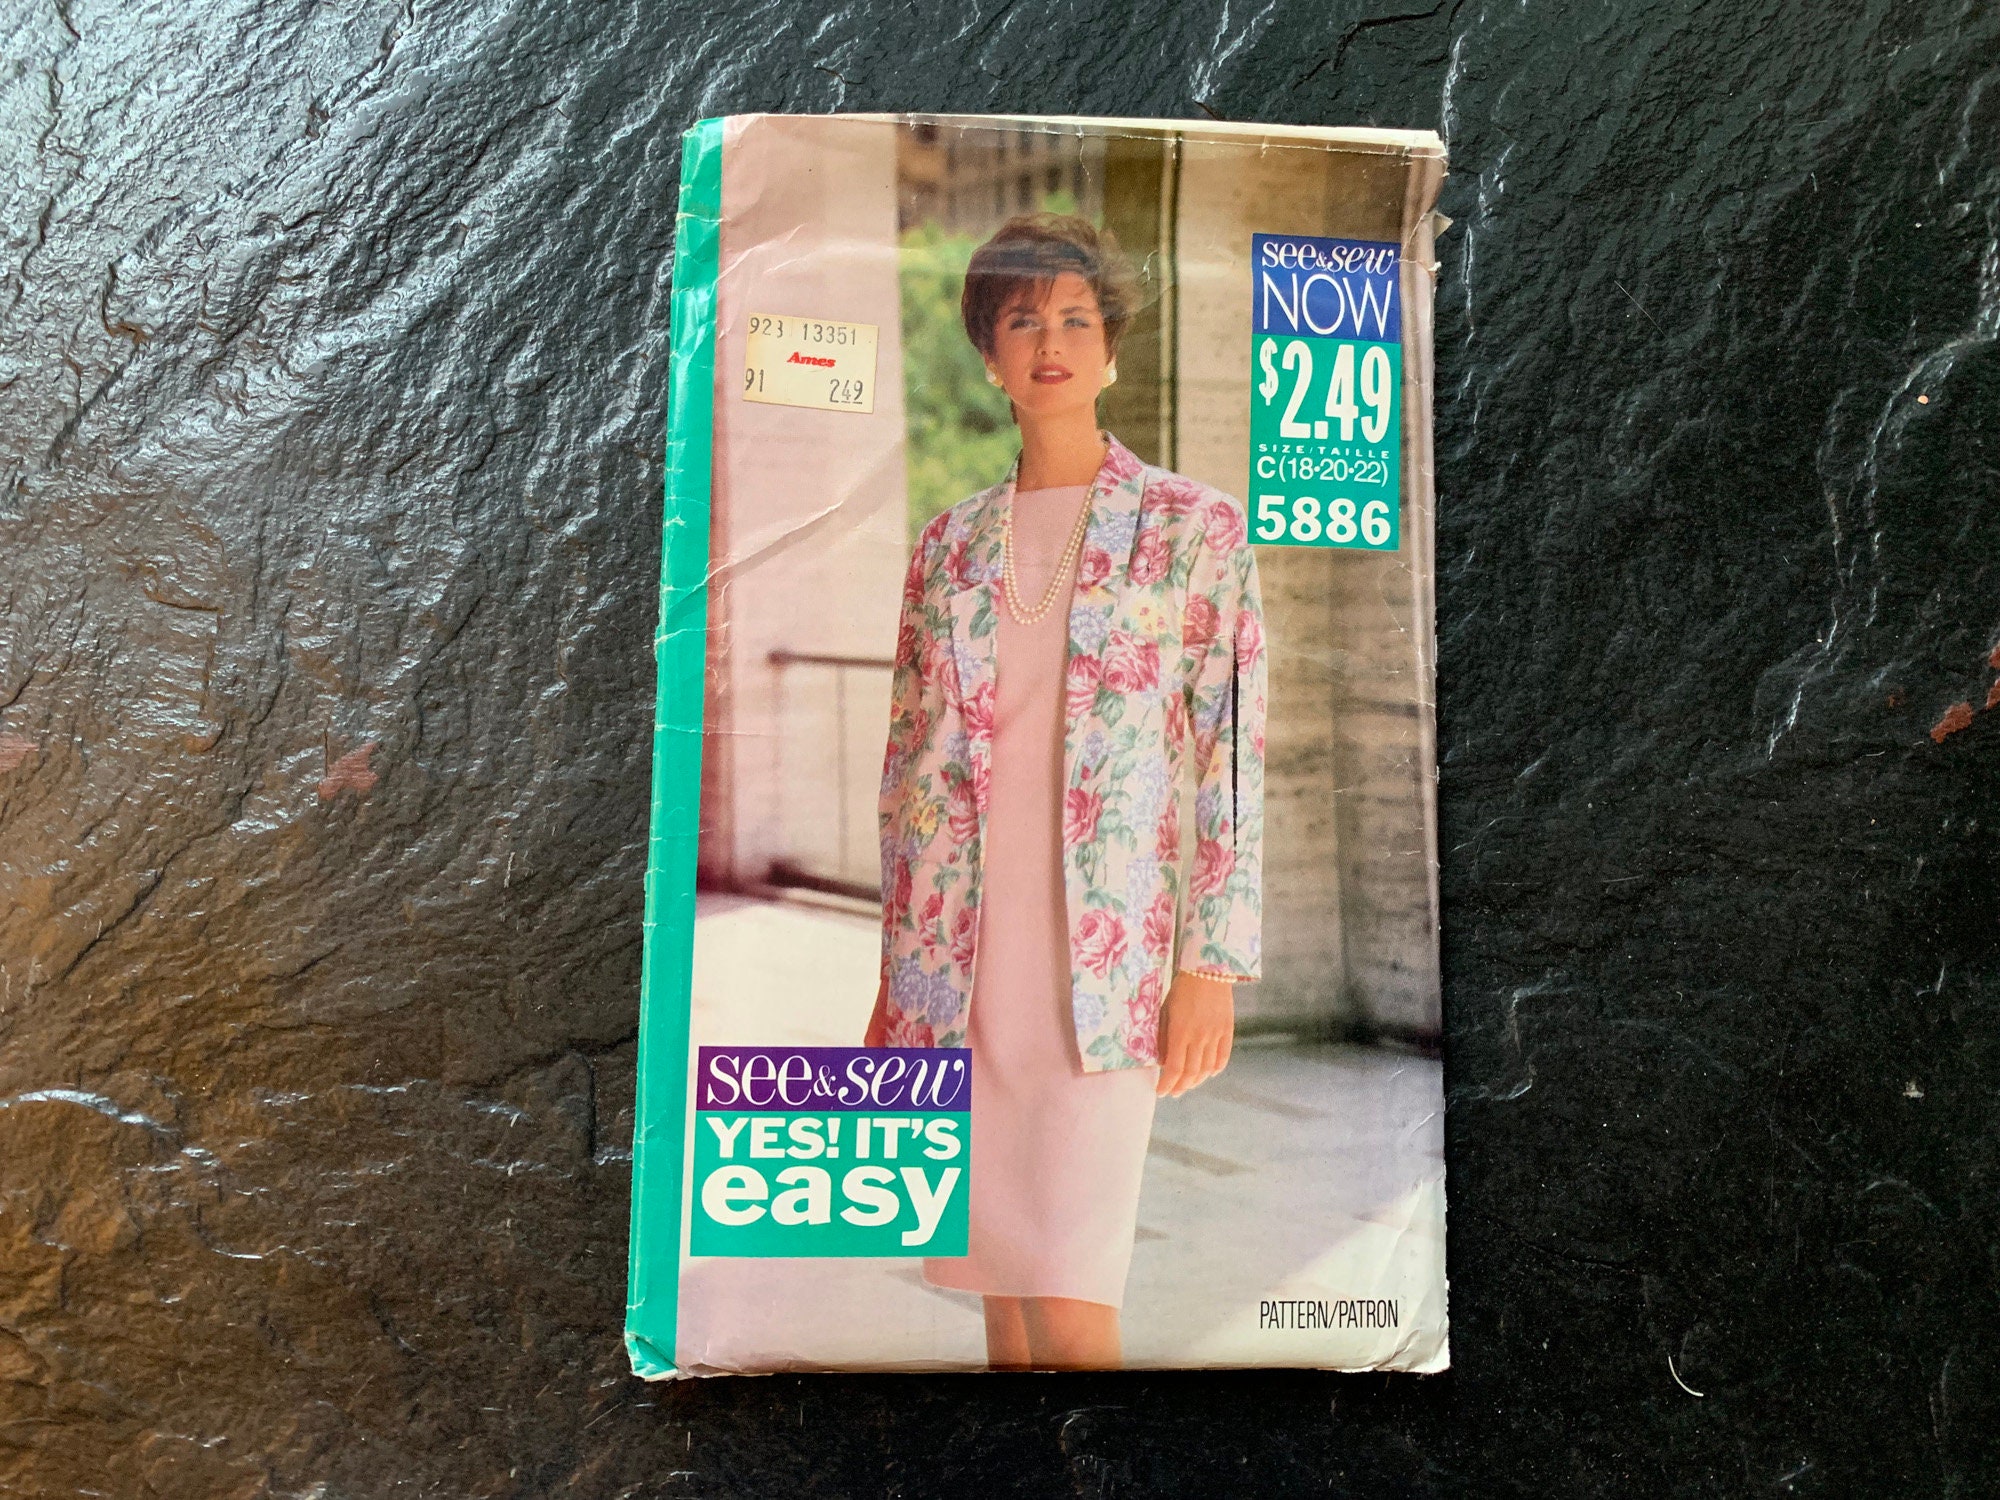 923 13351
Ames
91 249
see&sew
NOW
$2.49
SIZE/TAILLE
C(18•20•22)
5886
see&sew
YES! IT'S
easy
PATTERN/PATRON